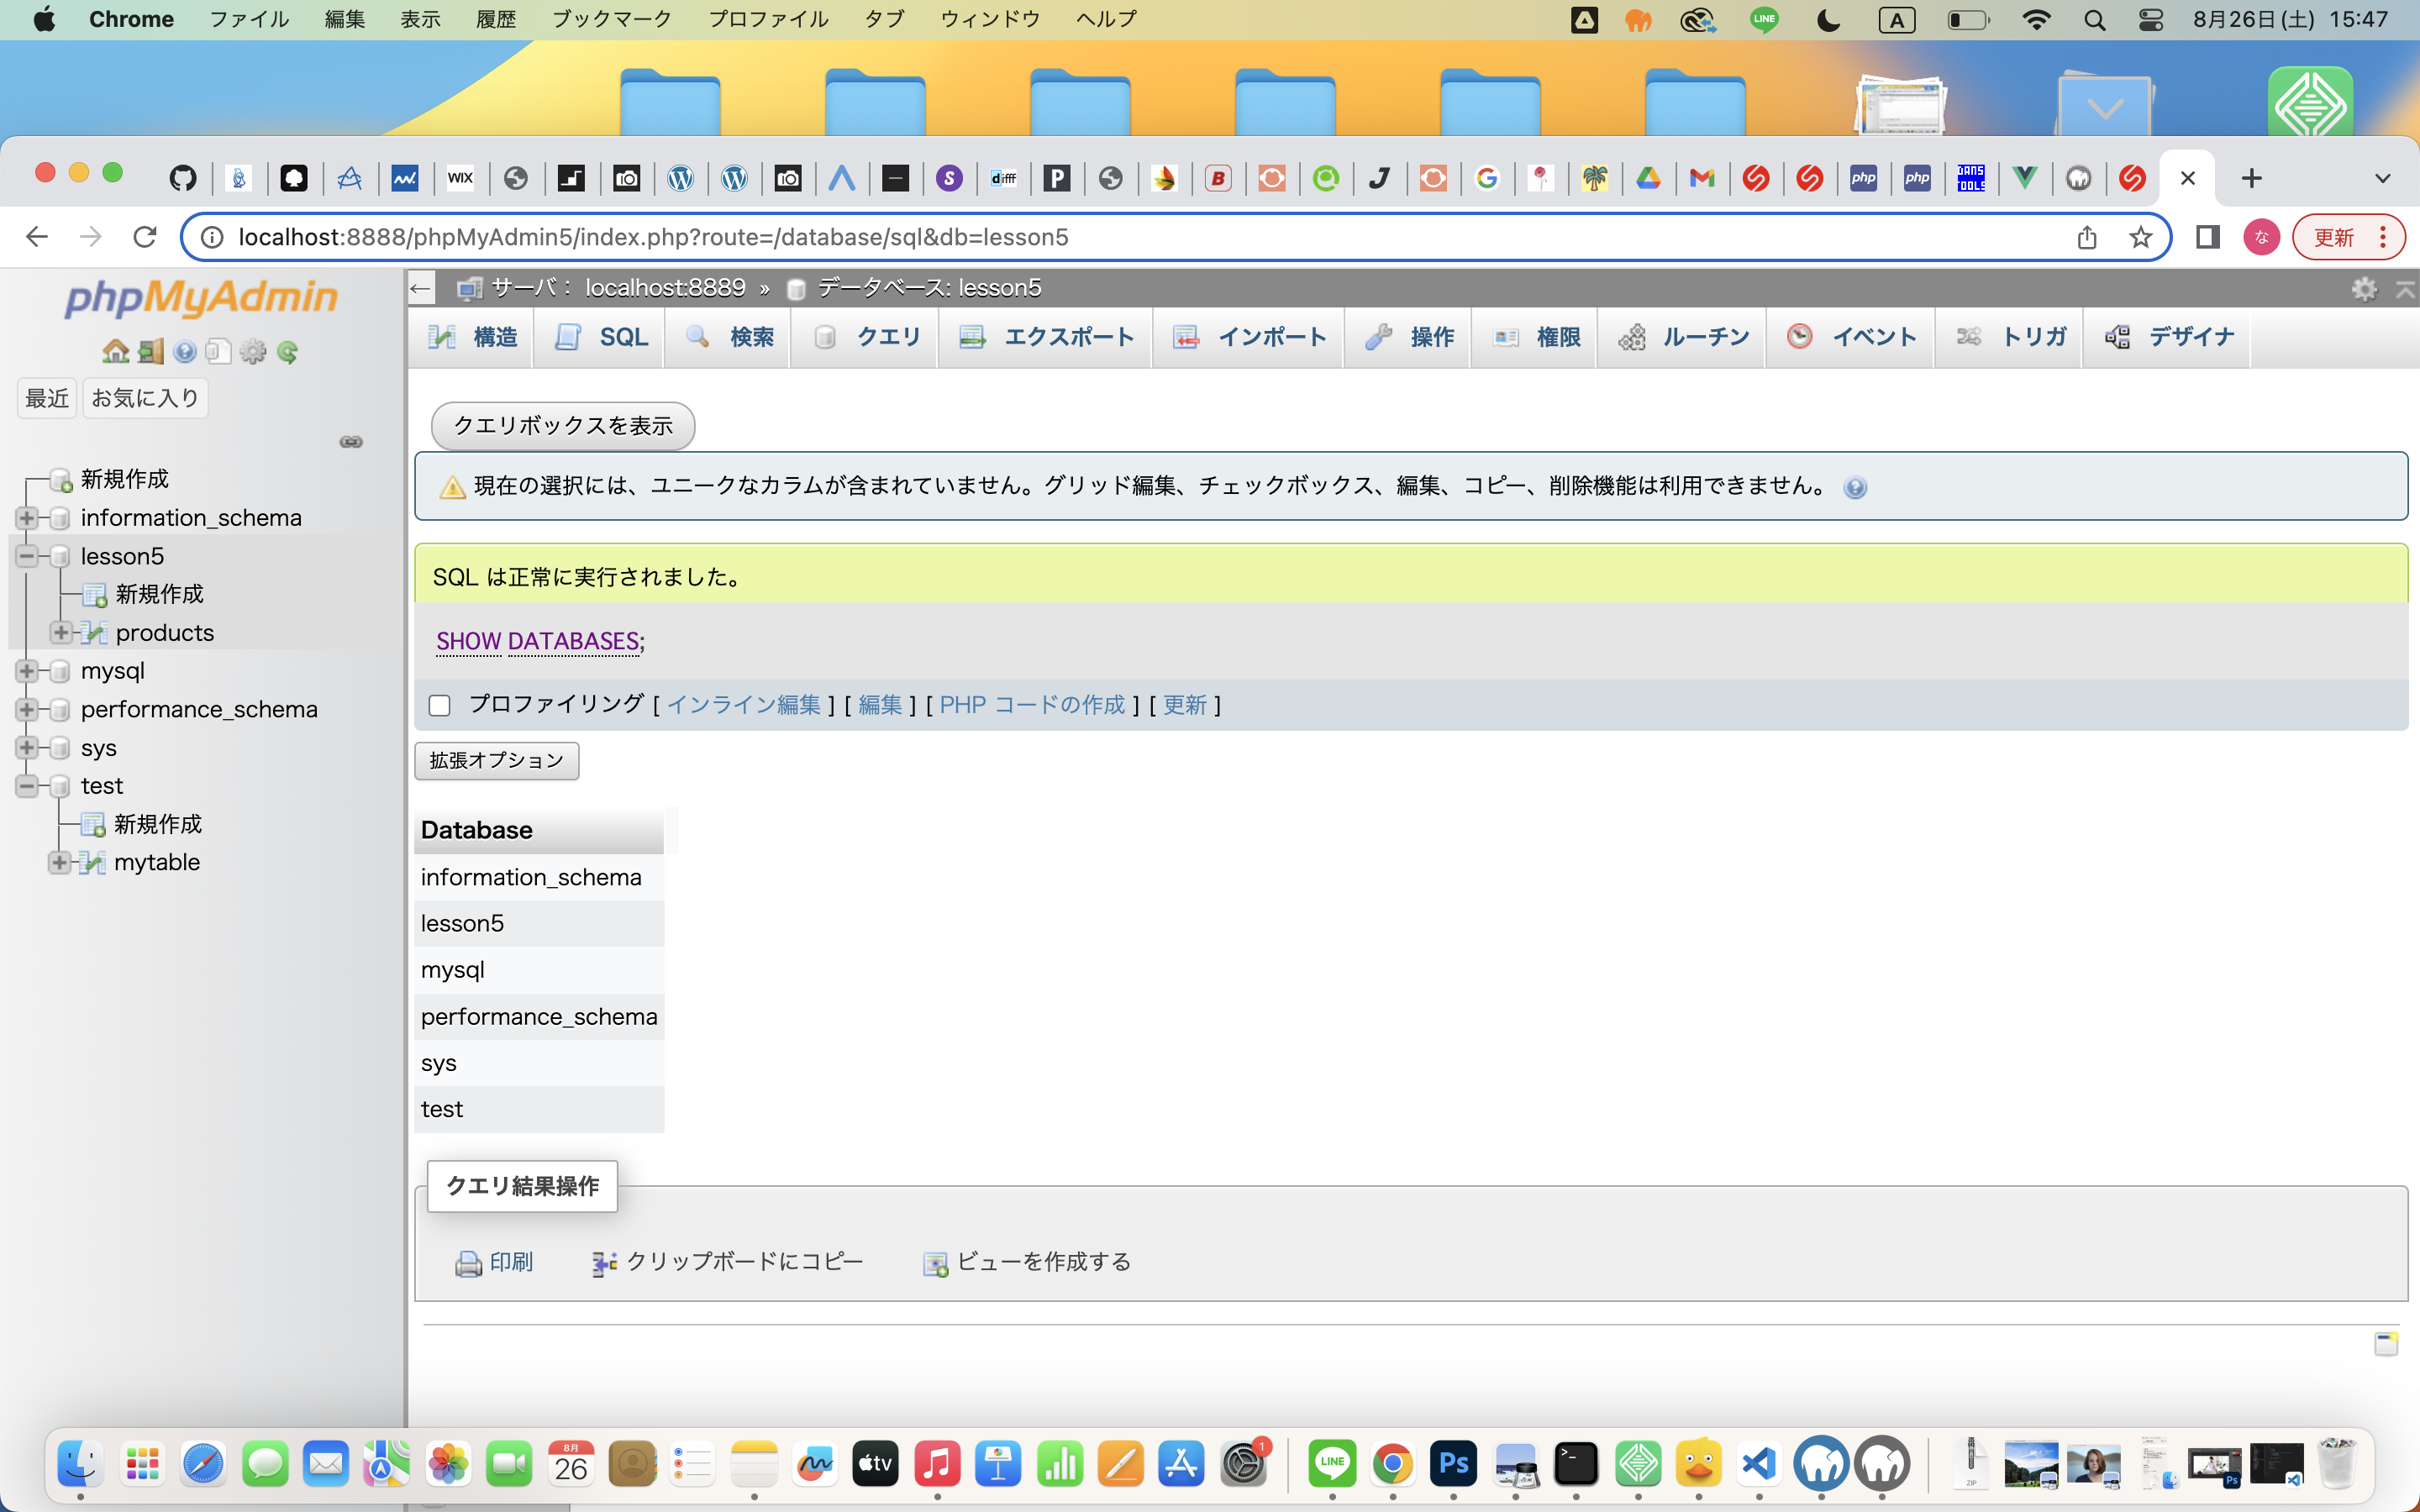 Chrome ファイル 編集 表示 履歴 ブックマーク プロファイル タブ ウィンドウ ヘルプ LINE A 8月26日(土) 15:47
WIX S diff P B J G php php GANS TOOLS
localhost:8888/phpMyAdmin5/index.php?route=/database/sql&db=lesson5 な 更新
phpMyAdmin
最近 お気に入り
新規作成
information_schema
lesson5
新規作成
products
mysql
performance_schema
sys
test
新規作成
mytable
サーバ: localhost:8889 » データベース: lesson5
構造 SQL 検索 クエリ エクスポート インポート 操作 権限 ルーチン イベント トリガ デザイナ
クエリボックスを表示
現在の選択には、ユニークなカラムが含まれていません。グリッド編集、チェックボックス、編集、コピー、削除機能は利用できません。
SQL は正常に実行されました。
SHOW DATABASES;
プロファイリング [ インライン編集 ] [ 編集 ] [ PHP コードの作成 ] [ 更新 ]
拡張オプション
Database
information_schema
lesson5
mysql
performance_schema
sys
test
クエリ結果操作
印刷 クリップボードにコピー ビューを作成する
8月 26 tv 1 LINE Ps ZIP Ps